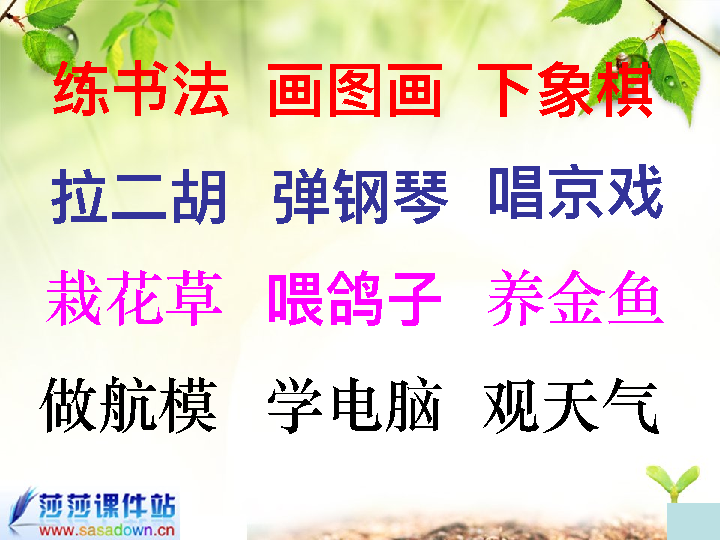 练书法 画图画 下象棋
拉二胡 弹钢琴 唱京戏
栽花草 喂鸽子 养金鱼
做航模 学电脑 观天气
莎莎课件站
www.sasadown.cn